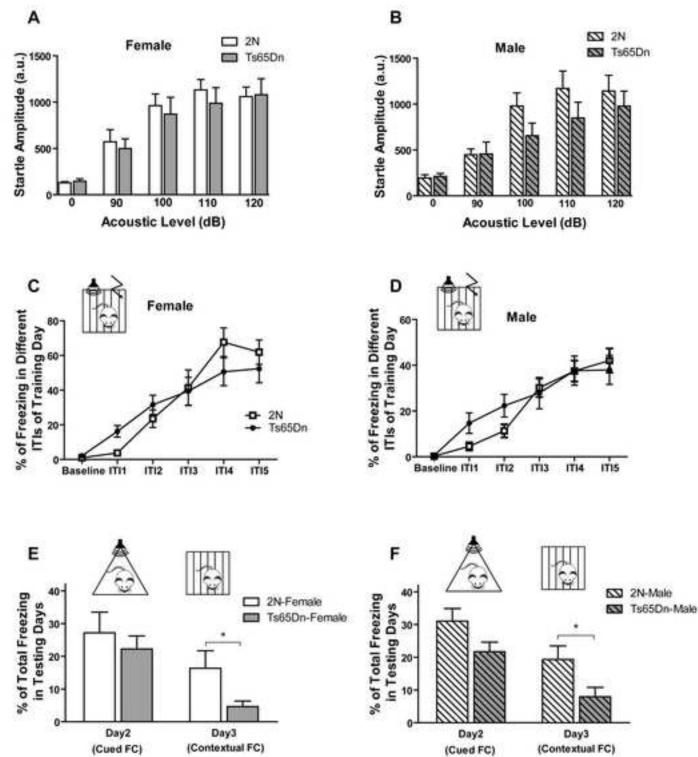 A
Female
2N
Ts65Dn
Startle Amplitude (a.u.)
1500
1000
500
0
0 90 100 110 120
Acoustic Level (dB)
B
Male
2N
Ts65Dn
Startle Amplitude (a.u.)
1500
1000
500
0
0 90 100 110 120
Acoustic Level (dB)
C
Female
% of Freezing in Different
ITIs of Training Day
80
60
40
20
0
2N
Ts65Dn
Baseline ITI1 ITI2 ITI3 ITI4 ITI5
D
Male
% of Freezing in Different
ITIs of Training Day
60
40
20
0
2N
Ts65Dn
Baseline ITI1 ITI2 ITI3 ITI4 ITI5
E
2N-Female
Ts65Dn-Female
% of Total Freezing
in Testing Days
40
30
20
10
0
*
Day2 Day3
(Cued FC) (Contextual FC)
F
2N-Male
Ts65Dn-Male
% of Total Freezing
in Testing Days
40
30
20
10
0
*
Day2 Day3
(Cued FC) (Contextual FC)